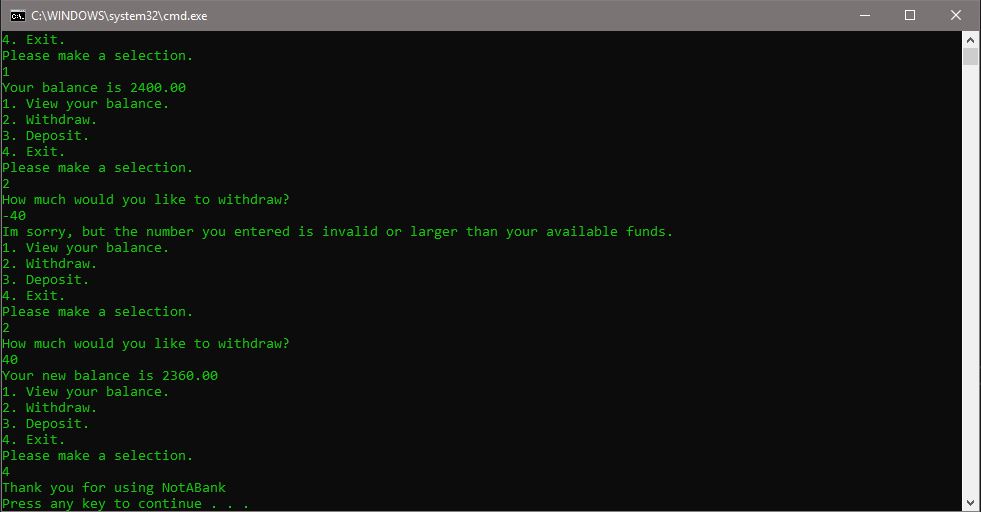 C:\WINDOWS\system32\cmd.exe
4. Exit.
Please make a selection.
1
Your balance is 2400.00
1. View your balance.
2. Withdraw.
3. Deposit.
4. Exit.
Please make a selection.
2
How much would you like to withdraw?
-40
Im sorry, but the number you entered is invalid or larger than your available funds.
1. View your balance.
2. Withdraw.
3. Deposit.
4. Exit.
Please make a selection.
2
How much would you like to withdraw?
40
Your new balance is 2360.00
1. View your balance.
2. Withdraw.
3. Deposit.
4. Exit.
Please make a selection.
4
Thank you for using NotABank
Press any key to continue . . .